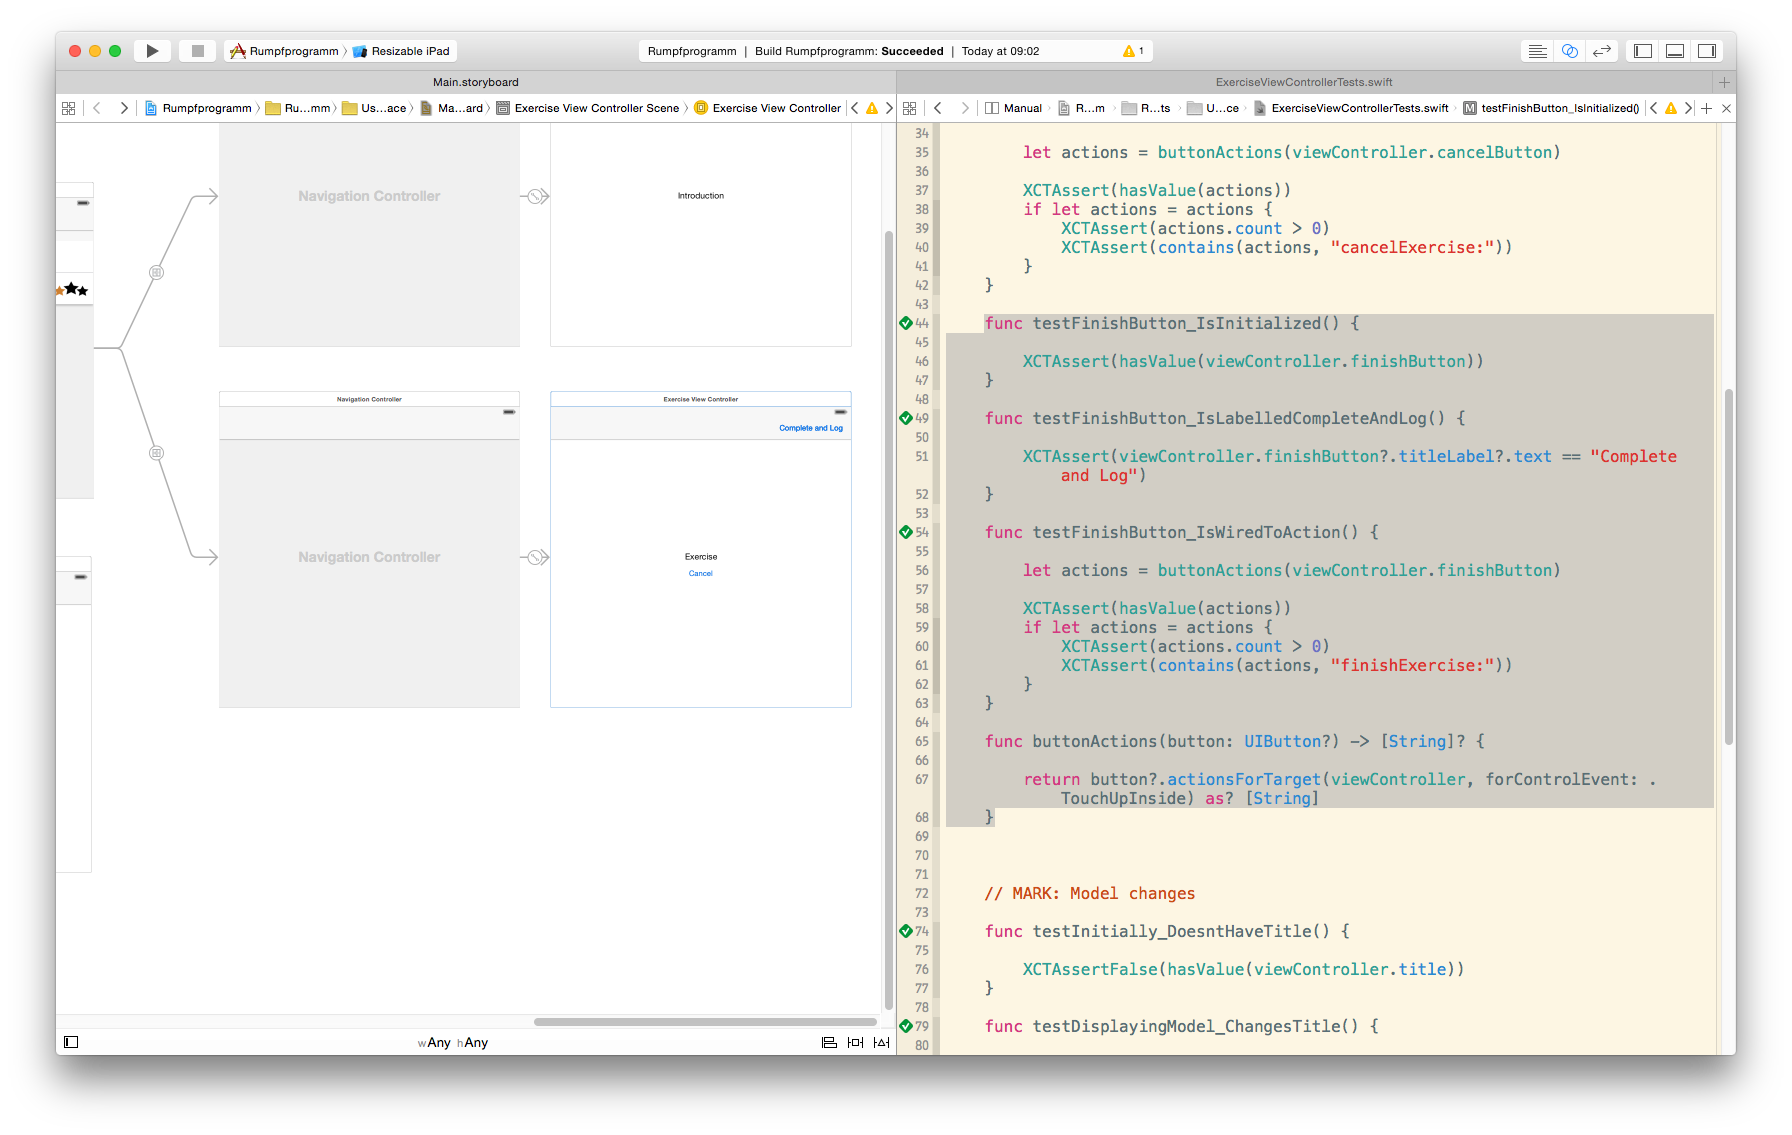 Rumpfprogramm 〉 Resizable iPad
Rumpfprogramm | Build Rumpfprogramm: Succeeded | Today at 09:02
1
Main.storyboard
ExerciseViewControllerTests.swift
Rumpfprogramm 〉 Ru...mm 〉 Us...ace 〉 Ma...ard 〉 Exercise View Controller Scene 〉 Exercise View Controller
Manual 〉 R...m 〉 R...ts 〉 U...ce 〉 ExerciseViewControllerTests.swift 〉 M testFinishButton_IsInitialized()
Navigation Controller
Introduction
Navigation Controller
Exercise View Controller
Complete and Log
Navigation Controller
Exercise
Cancel
wAny hAny
34
35 let actions = buttonActions(viewController.cancelButton)
36
37 XCTAssert(hasValue(actions))
38 if let actions = actions {
39 XCTAssert(actions.count > 0)
40 XCTAssert(contains(actions, "cancelExercise:"))
41 }
42 }
43
44 func testFinishButton_IsInitialized() {
45
46 XCTAssert(hasValue(viewController.finishButton))
47 }
48
49 func testFinishButton_IsLabelledCompleteAndLog() {
50
51 XCTAssert(viewController.finishButton?.titleLabel?.text == "Complete
and Log")
52 }
53
54 func testFinishButton_IsWiredToAction() {
55
56 let actions = buttonActions(viewController.finishButton)
57
58 XCTAssert(hasValue(actions))
59 if let actions = actions {
60 XCTAssert(actions.count > 0)
61 XCTAssert(contains(actions, "finishExercise:"))
62 }
63 }
64
65 func buttonActions(button: UIButton?) -> [String]? {
66
67 return button?.actionsForTarget(viewController, forControlEvent: .
TouchUpInside) as? [String]
68 }
69
70
71
72 // MARK: Model changes
73
74 func testInitially_DoesntHaveTitle() {
75
76 XCTAssertFalse(hasValue(viewController.title))
77 }
78
79 func testDisplayingModel_ChangesTitle() {
80